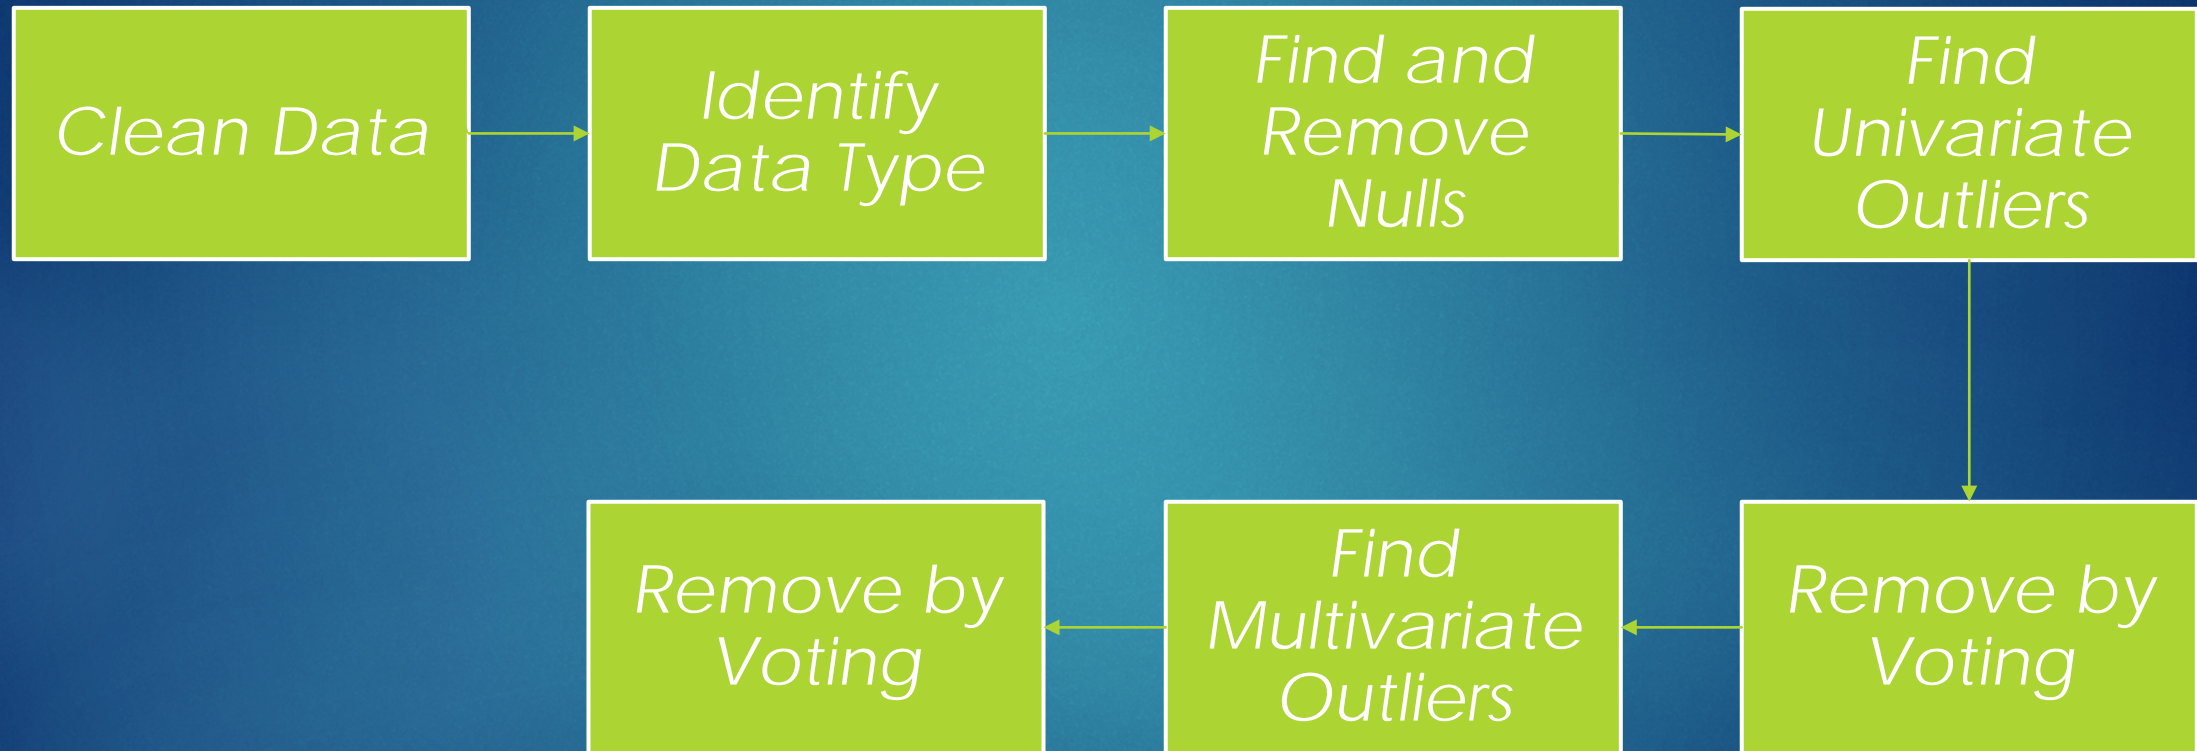 Clean Data
Identify
Data Type
Find and
Remove
Nulls
Find
Univariate
Outliers
Remove by
Voting
Find
Multivariate
Outliers
Remove by
Voting